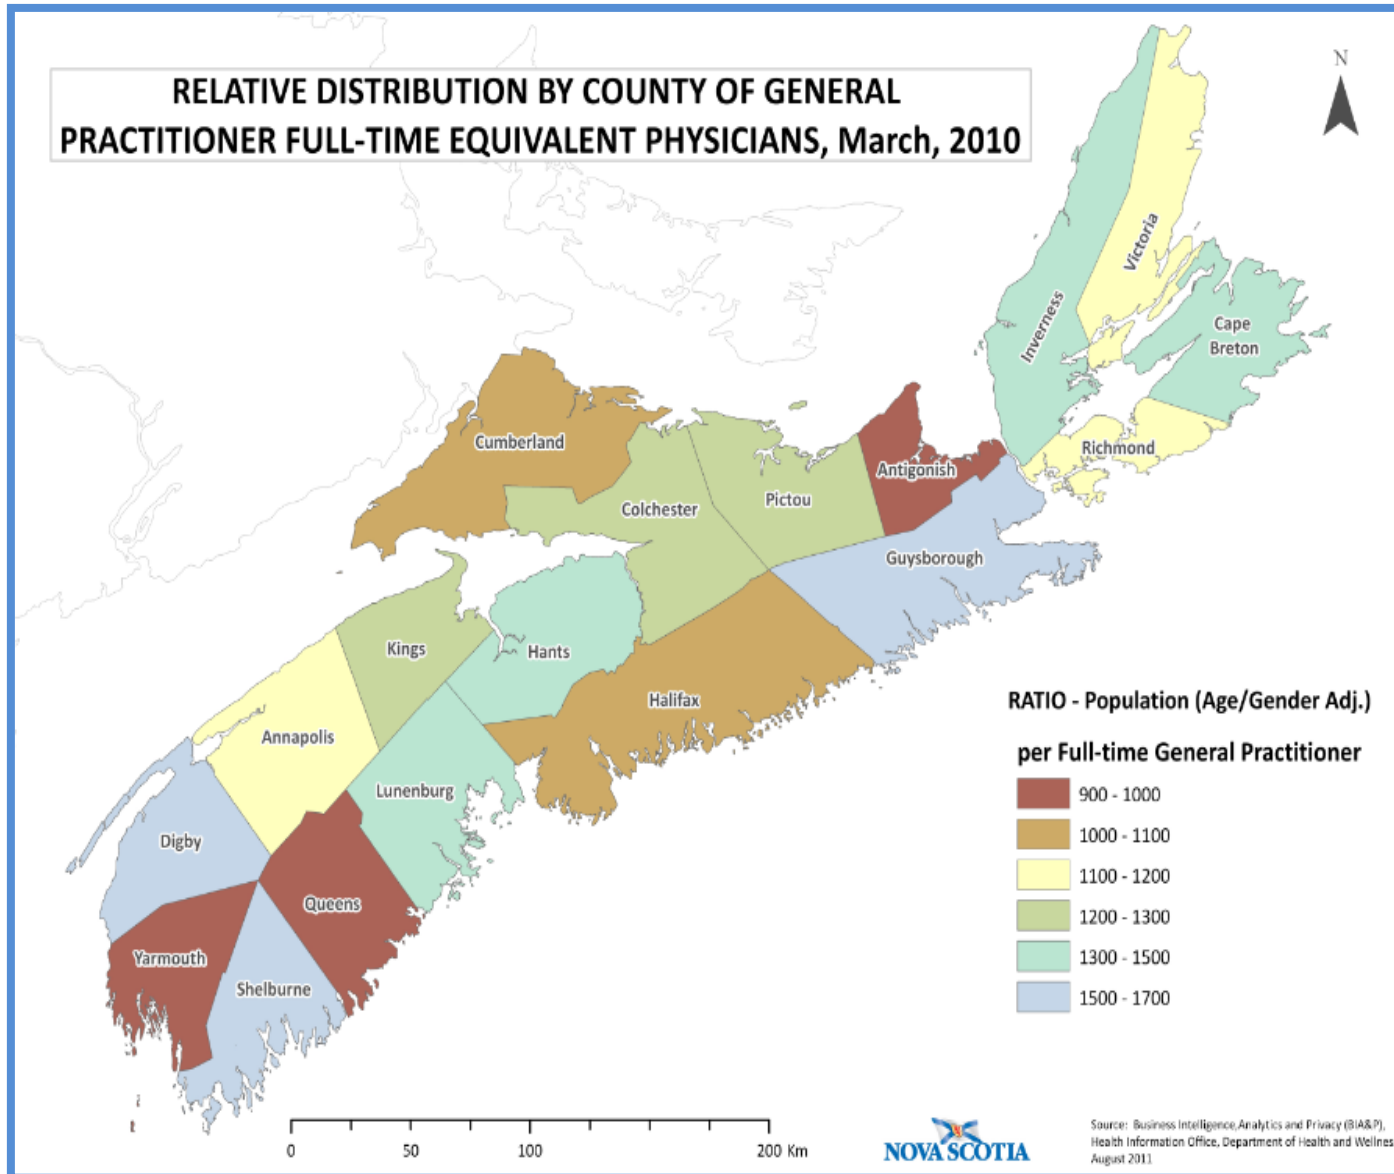 RELATIVE DISTRIBUTION BY COUNTY OF GENERAL
PRACTITIONER FULL-TIME EQUIVALENT PHYSICIANS, March, 2010
N
Victoria
Inverness
Cape
Breton
Richmond
Cumberland
Antigonish
Colchester
Pictou
Guysborough
Kings
Hants
Halifax
Annapolis
Lunenburg
Digby
Queens
Yarmouth
Shelburne
RATIO - Population (Age/Gender Adj.)
per Full-time General Practitioner
900 - 1000
1000 - 1100
1100 - 1200
1200 - 1300
1300 - 1500
1500 - 1700
0 50 100 200 Km
NOVA SCOTIA
Source: Business Intelligence, Analytics and Privacy (BIA&P),
Health Information Office, Department of Health and Wellnes
August 2011